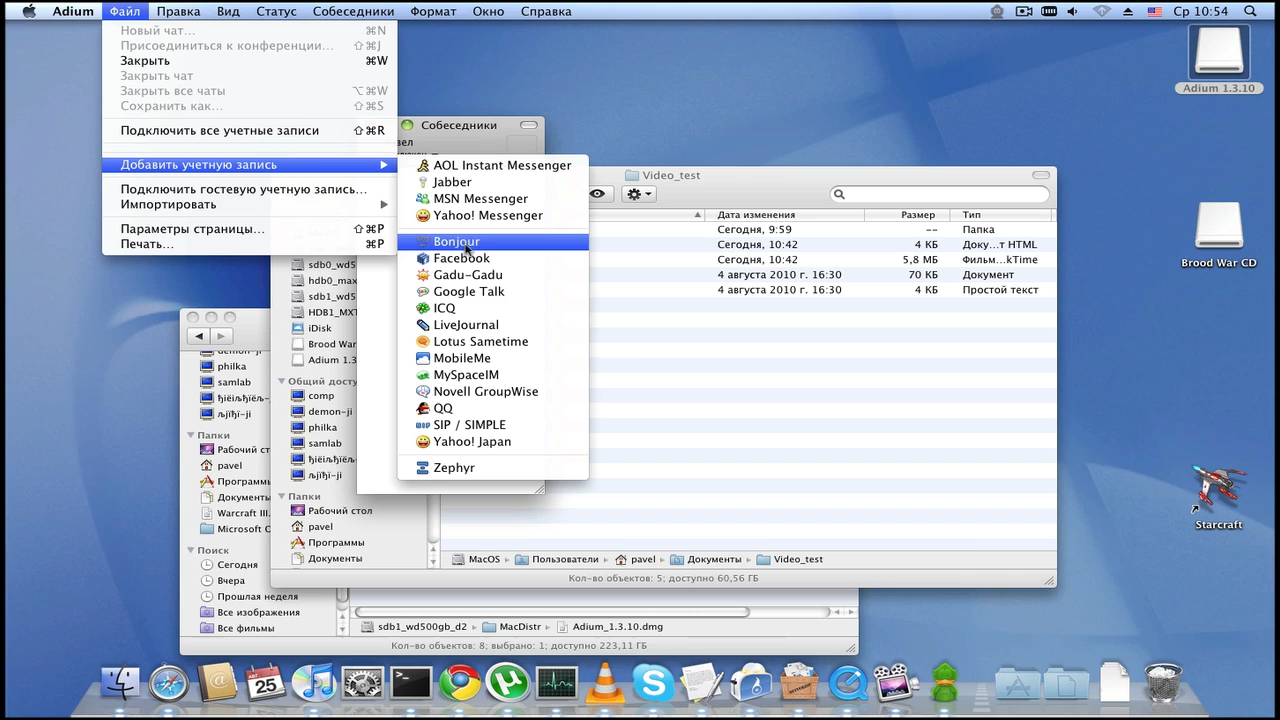 Adium Файл Правка Вид Статус Собеседники Формат Окно Справка Ср 10:54
Новый чат... ⌘N
Присоединиться к конференции... ⇧⌘J
Закрыть ⌘W
Закрыть чат
Закрыть все чаты ⌥⌘W
Сохранить как... ⇧⌘S
Подключить все учетные записи ⇧⌘R
Добавить учетную запись
Подключить гостевую учетную запись...
Импортировать
Параметры страницы... ⇧⌘P
Печать... ⌘P
AOL Instant Messenger
Jabber
MSN Messenger
Yahoo! Messenger
Bonjour
Facebook
Gadu-Gadu
Google Talk
ICQ
LiveJournal
Lotus Sametime
MobileMe
MySpaceIM
Novell GroupWise
QQ
SIP / SIMPLE
Yahoo! Japan
Zephyr
Собеседники
вел
Video_test
Дата изменения Размер Тип
Сегодня, 9:59 -- Папка
Сегодня, 10:42 4 КБ Доку...т HTML
Сегодня, 10:42 5,8 МБ Фильм...kTime
4 августа 2010 г. 16:30 70 КБ Документ
4 августа 2010 г. 16:30 4 КБ Простой текст
sdb0_wd5
hdb0_max
sdb1_wd5
HDB1_MXT
iDisk
Brood War
Adium 1.3
Общий досту
comp
demon-ji
philka
samlab
Папки
Рабочий стол
pavel
Программы
Документы
MacOS Пользователи pavel Документы Video_test
Кол-во объектов: 5; доступно 60,56 ГБ
demon-ji
philka
samlab
Папки
Рабочий ст
pavel
Программы
Документы
Warcraft III
Microsoft O
Поиск
Сегодня
Вчера
Прошлая неделя
Все изображения
Все фильмы
sdb1_wd500gb_d2 MacDistr Adium_1.3.10.dmg
Кол-во объектов: 8; выбрано: 1; доступно 223,11 ГБ
Adium 1.3.10
Brood War CD
Starcraft
АВГ
25